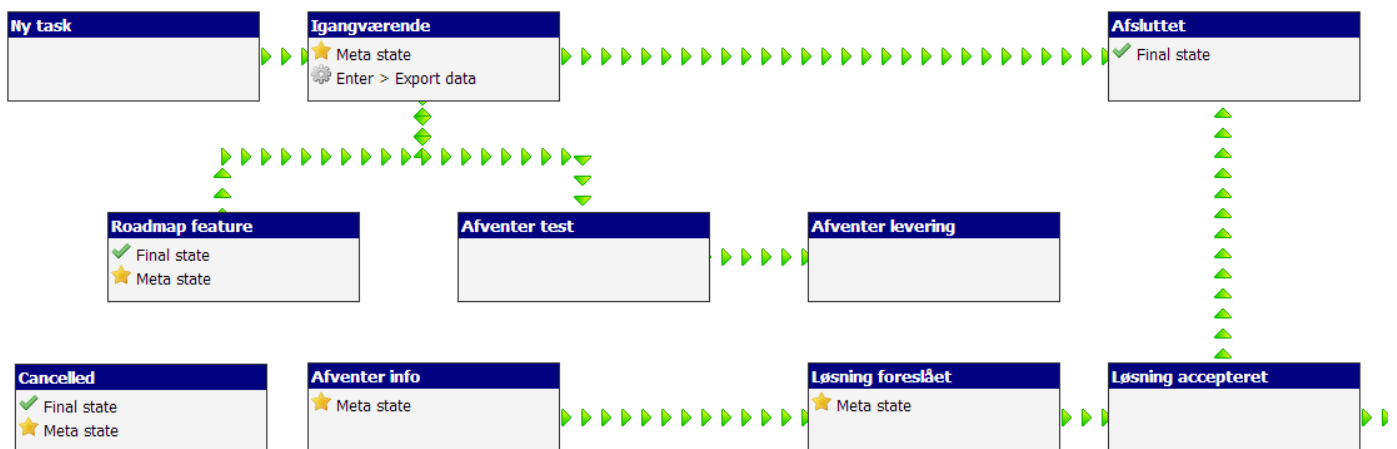 Ny task
Igangværende
Meta state
Enter > Export data
Afsluttet
Final state
Roadmap feature
Final state
Meta state
Afventer test
Afventer levering
Cancelled
Final state
Meta state
Afventer info
Meta state
Løsning foreslået
Meta state
Løsning accepteret